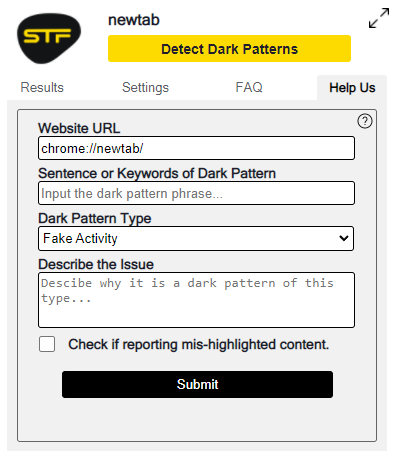 STF
newtab
Detect Dark Patterns
Results Settings FAQ Help Us
?
Website URL
chrome://newtab/
Sentence or Keywords of Dark Pattern
Input the dark pattern phrase...
Dark Pattern Type
Fake Activity
Describe the Issue
Descibe why it is a dark pattern of this
type...
Check if reporting mis-highlighted content.
Submit